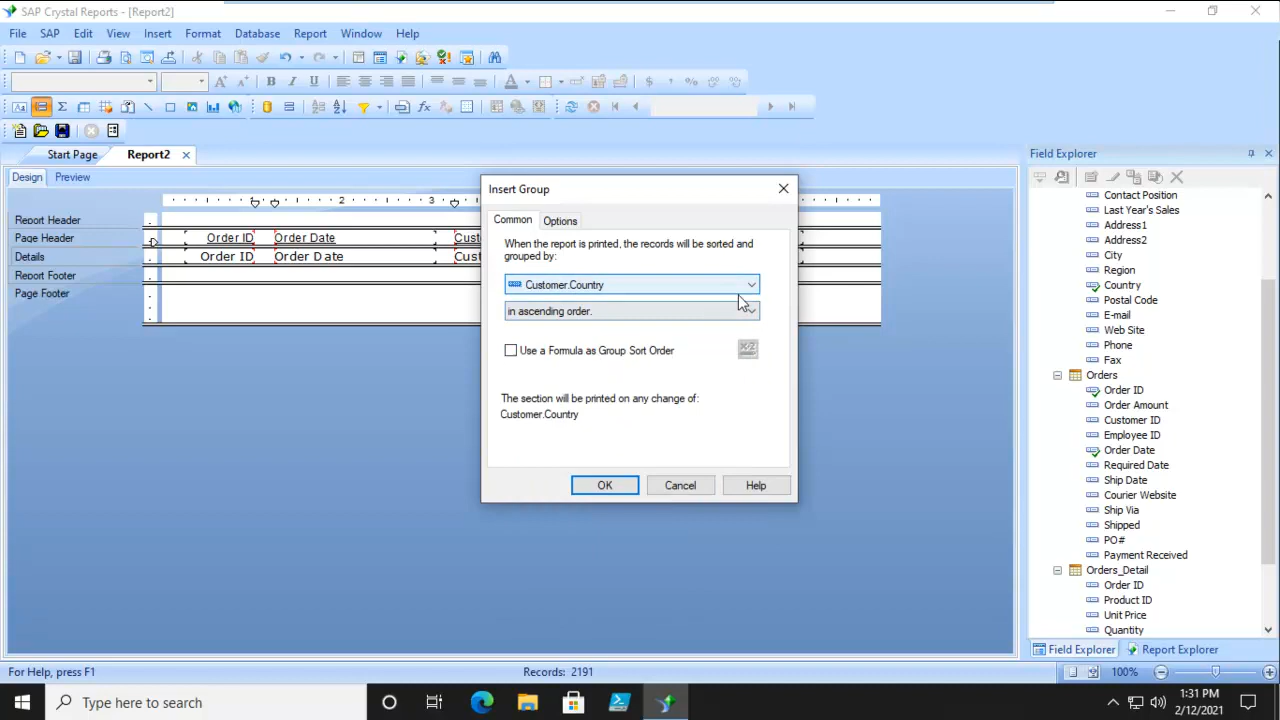 SAP Crystal Reports - [Report2]
File SAP Edit View Insert Format Database Report Window Help
Start Page Report2
Design Preview
Report Header
Page Header
Details
Report Footer
Page Footer
1 2 3
Order ID Order Date
Order ID Order Date
Insert Group
Common Options
When the report is printed, the records will be sorted and
grouped by:
Customer.Country
in ascending order.
Use a Formula as Group Sort Order
X-2
The section will be printed on any change of:
Customer.Country
OK Cancel Help
Field Explorer
Contact Position
Last Year's Sales
Address1
Address2
City
Region
Country
Postal Code
E-mail
Web Site
Phone
Fax
Orders
Order ID
Order Amount
Customer ID
Employee ID
Order Date
Required Date
Ship Date
Courier Website
Ship Via
Shipped
PO#
Payment Received
Orders_Detail
Order ID
Product ID
Unit Price
Quantity
Field Explorer Report Explorer
For Help, press F1
Records: 2191
100%
Type here to search
1:31 PM
2/12/2021